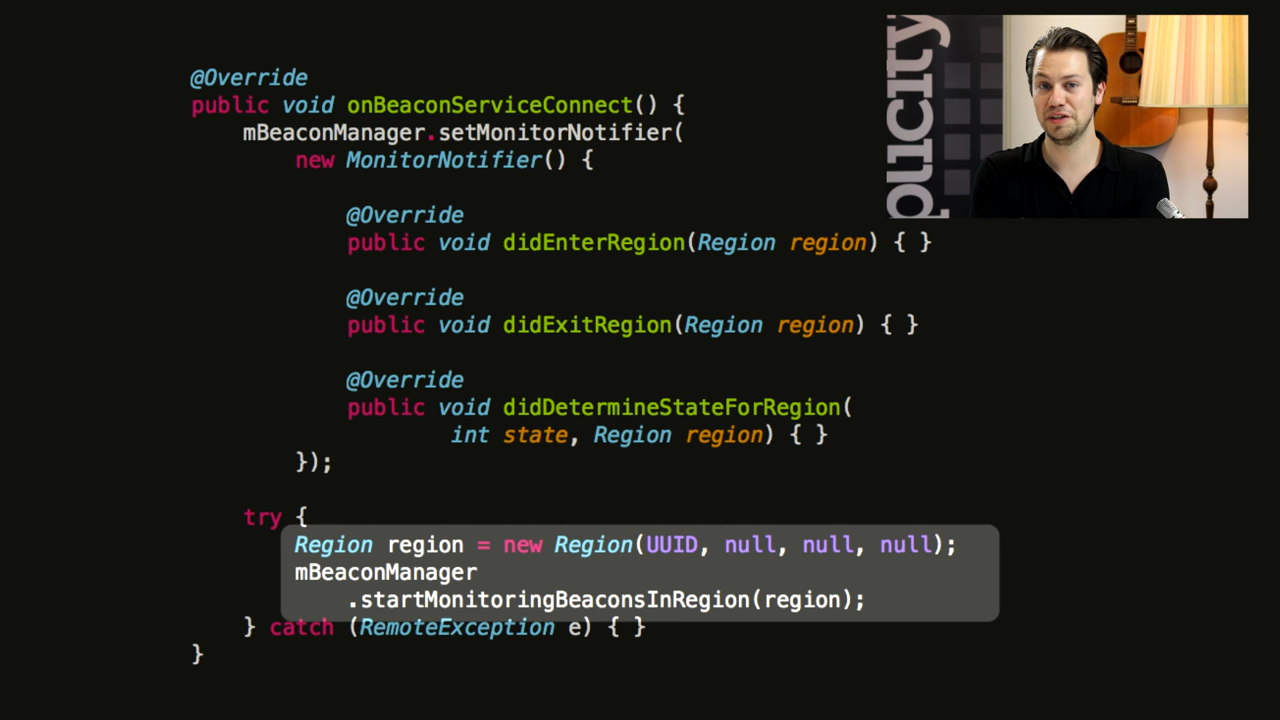 @Override
public void onBeaconServiceConnect() {
mBeaconManager.setMonitorNotifier(
new MonitorNotifier() {
@Override
public void didEnterRegion(Region region) { }
@Override
public void didExitRegion(Region region) { }
@Override
public void didDetermineStateForRegion(
int state, Region region) { }
});
try {
Region region = new Region(UUID, null, null, null);
mBeaconManager
.startMonitoringBeaconsInRegion(region);
} catch (RemoteException e) { }
}
plicity